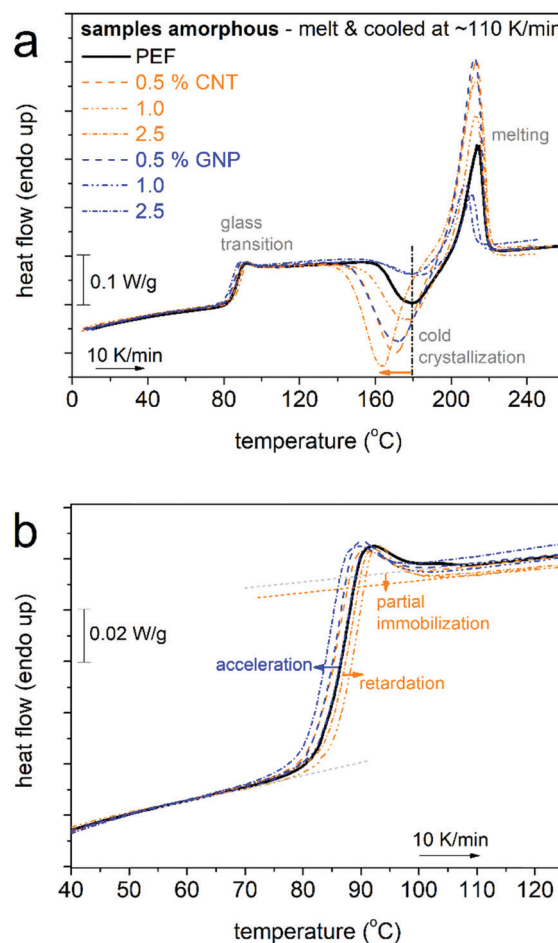 a
samples amorphous - melt & cooled at ~110 K/min
PEF
0.5 % CNT
1.0
2.5
0.5 % GNP
1.0
2.5
melting
glass
transition
0.1 W/g
cold
crystallization
10 K/min
heat flow (endo up)
0 40 80 120 160 200 240
temperature (°C)
b
0.02 W/g
partial
immobilization
acceleration
retardation
10 K/min
heat flow (endo up)
40 50 60 70 80 90 100 110 120
temperature (°C)